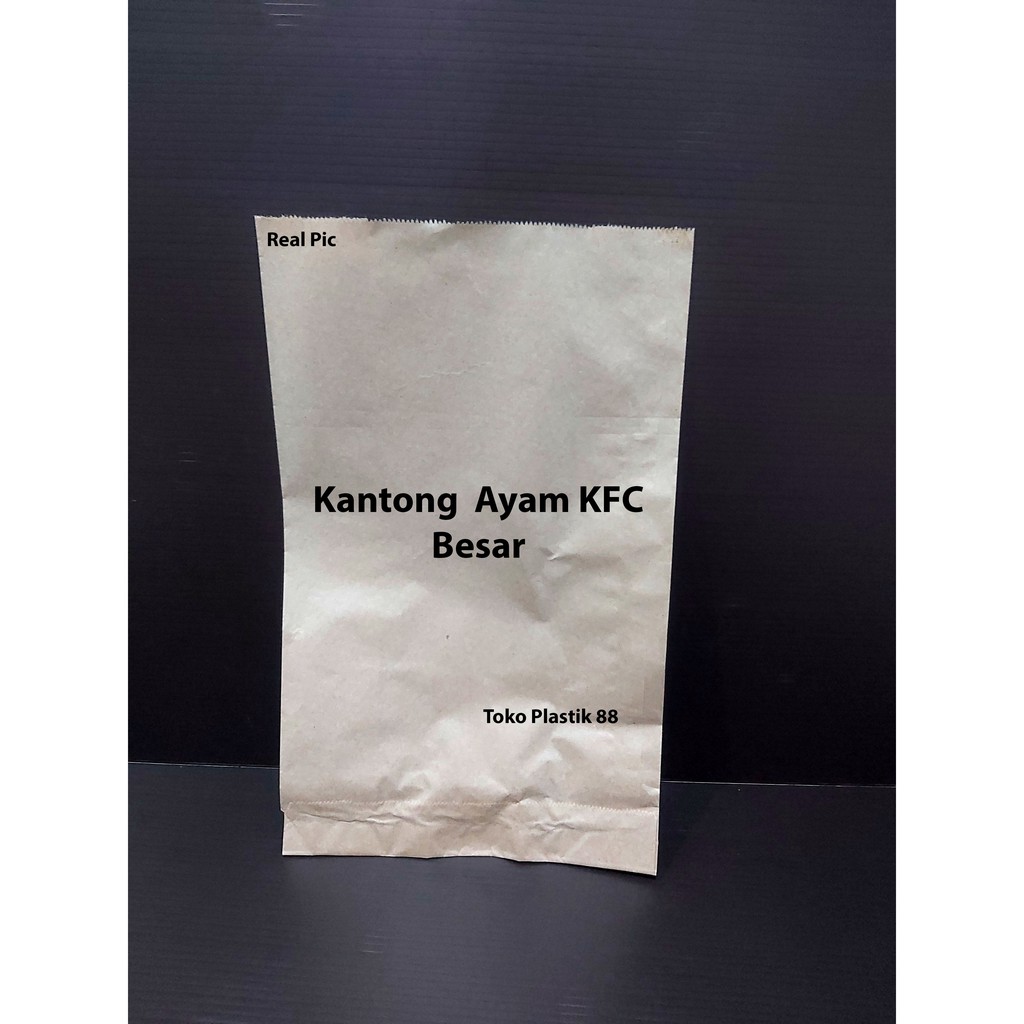 Real Pic
Kantong Ayam KFC
Besar
Toko Plastik 88